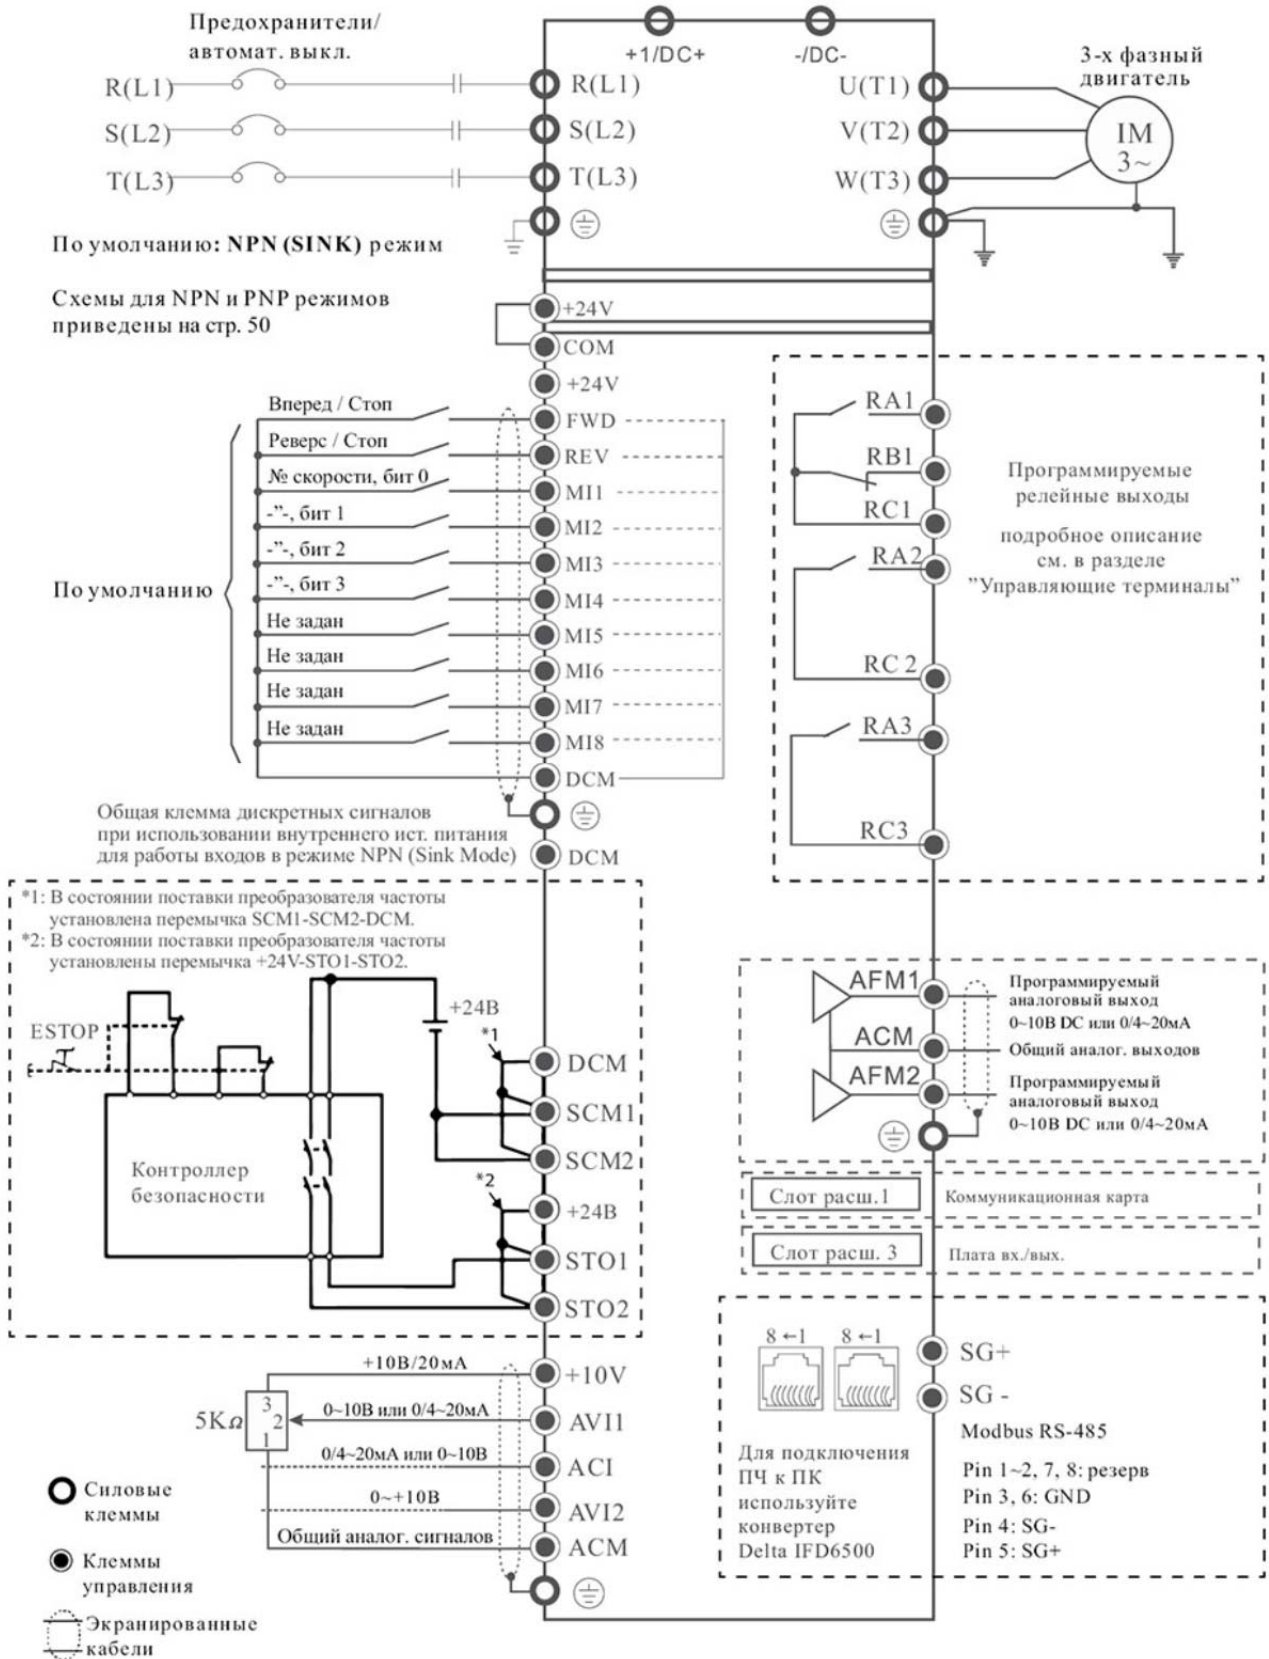 Предохранители/
автомат. выкл.
+1/DC+
-/DC-
3-х фазный
двигатель
R(L1)
R(L1)
U(T1)
S(L2)
S(L2)
V(T2)
IM
3~
T(L3)
T(L3)
W(T3)
По умолчанию: NPN (SINK) режим
Схемы для NPN и PNP режимов
приведены на стр. 50
+24V
COM
+24V
Вперед / Стоп
FWD
Реверс / Стоп
REV
№ скорости, бит 0
MI1
-”-, бит 1
MI2
-”-, бит 2
MI3
-”-, бит 3
MI4
По умолчанию
Не задан
MI5
Не задан
MI6
Не задан
MI7
Не задан
MI8
DCM
Общая клемма дискретных сигналов
при использовании внутреннего ист. питания
для работы входов в режиме NPN (Sink Mode)
DCM
RA1
RB1
RC1
RA2
RC 2
RA3
RC3
Программируемые
релейные выходы
подробное описание
см. в разделе
”Управляющие терминалы”
*1: В состоянии поставки преобразователя частоты
установлена перемычка SCM1-SCM2-DCM.
*2: В состоянии поставки преобразователя частоты
установлены перемычка +24V-STO1-STO2.
ESTOP
+24В
*1
DCM
SCM1
SCM2
Контроллер
безопасности
*2
+24В
STO1
STO2
AFM1
Программируемый
аналоговый выход
0~10В DC или 0/4~20мА
ACM
Общий аналог. выходов
AFM2
Программируемый
аналоговый выход
0~10В DC или 0/4~20мА
Слот расш.1
Коммуникационная карта
Слот расш. 3
Плата вх./вых.
8 ←1
8 ←1
SG+
SG -
Modbus RS-485
Для подключения
ПЧ к ПК
используйте
конвертер
Delta IFD6500
Pin 1~2, 7, 8: резерв
Pin 3, 6: GND
Pin 4: SG-
Pin 5: SG+
+10В/20мА
+10V
5KΩ
3
2
1
0~10В или 0/4~20мА
AVI1
0/4~20мА или 0~10В
ACI
0~+10В
AVI2
Общий аналог. сигналов
ACM
Силовые
клеммы
Клеммы
управления
Экранированные
кабели